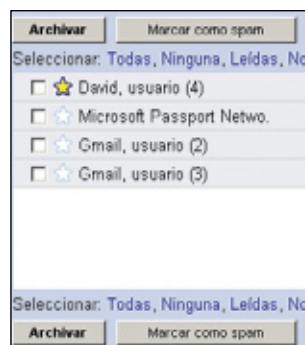 Archivar Marcar como spam
Seleccionar: Todas, Ninguna, Leídas, No
David, usuario (4)
Microsoft Passport Netwo.
Gmail, usuario (2)
Gmail, usuario (3)
Seleccionar: Todas, Ninguna, Leídas, No
Archivar Marcar como spam